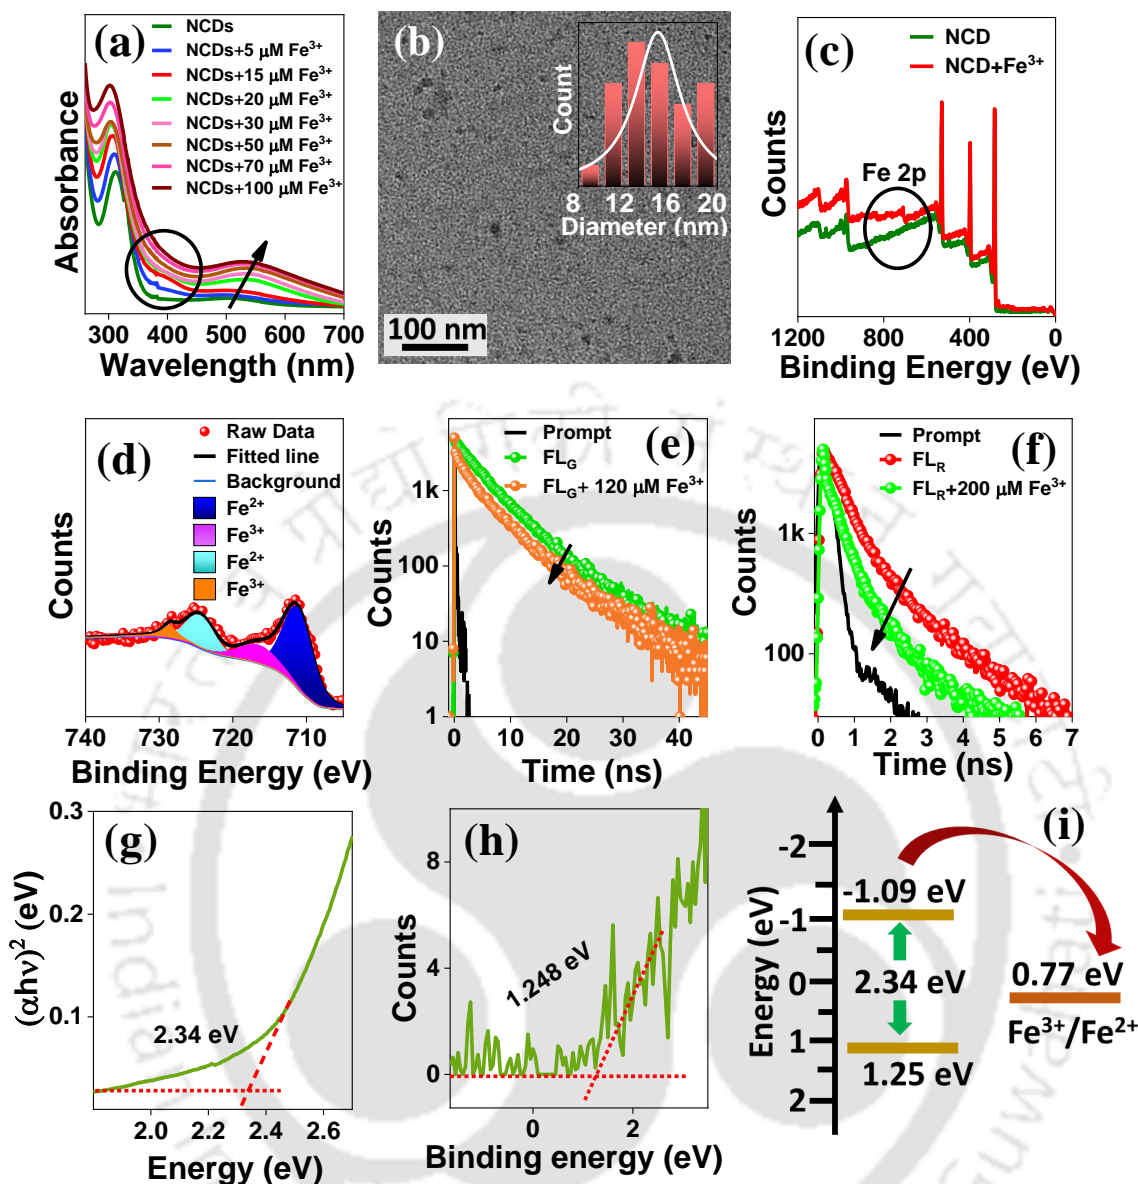 (a)
NCDs
NCDs+5 μM Fe³⁺
NCDs+15 μM Fe³⁺
NCDs+20 μM Fe³⁺
NCDs+30 μM Fe³⁺
NCDs+50 μM Fe³⁺
NCDs+70 μM Fe³⁺
NCDs+100 μM Fe³⁺
Absorbance
300 400 500 600 700
Wavelength (nm)
(b)
Count
8 12 16 20
Diameter (nm)
100 nm
(c)
NCD
NCD+Fe³⁺
Fe 2p
Counts
1200 800 400 0
Binding Energy (eV)
(d)
Raw Data
Fitted line
Background
Fe²⁺
Fe³⁺
Fe²⁺
Fe³⁺
Counts
740 730 720 710
Binding Energy (eV)
(e)
Prompt
FL_G
FL_G+ 120 μM Fe³⁺
Counts
1k
100
10
1
0 10 20 30 40
Time (ns)
(f)
Prompt
FL_R
FL_R+200 μM Fe³⁺
Counts
1k
100
0 1 2 3 4 5 6 7
Time (ns)
(g)
(αhν)² (eV)
0.3
0.2
0.1
2.34 eV
2.0 2.2 2.4 2.6
Energy (eV)
(h)
Counts
8
4
0
1.248 eV
0 2
Binding energy (eV)
(i)
Energy (eV)
-2
-1
0
1
2
-1.09 eV
2.34 eV
1.25 eV
0.77 eV
Fe³⁺/Fe²⁺